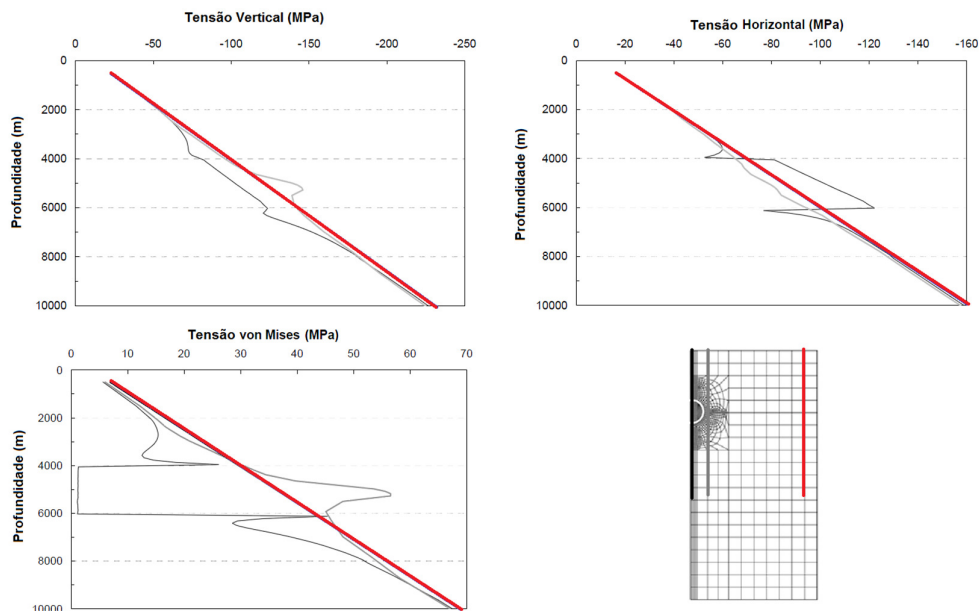 Tensão Vertical (MPa)
0 -50 -100 -150 -200 -250
0
2000
4000
6000
8000
10000
Profundidade (m)
Tensão Horizontal (MPa)
0 -20 -40 -60 -80 -100 -120 -140 -160
0
2000
4000
6000
8000
10000
Profundidade (m)
Tensão von Mises (MPa)
0 10 20 30 40 50 60 70
0
2000
4000
6000
8000
10000
Profundidade (m)